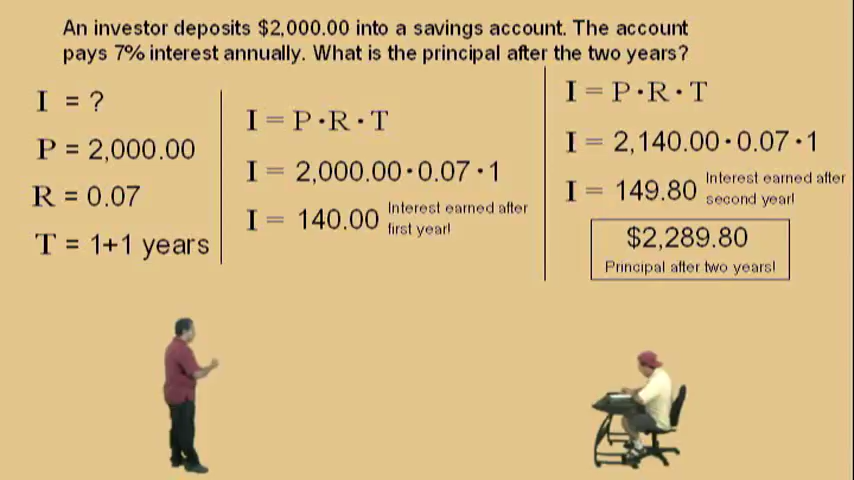 An investor deposits $2,000.00 into a savings account. The account
pays 7% interest annually. What is the principal after the two years?
I = ?
P = 2,000.00
R = 0.07
T = 1+1 years
I = P·R·T
I = 2,000.00·0.07·1
I = 140.00 Interest earned after
first year!
I = P·R·T
I = 2,140.00·0.07·1
I = 149.80 Interest earned after
second year!
$2,289.80
Principal after two years!